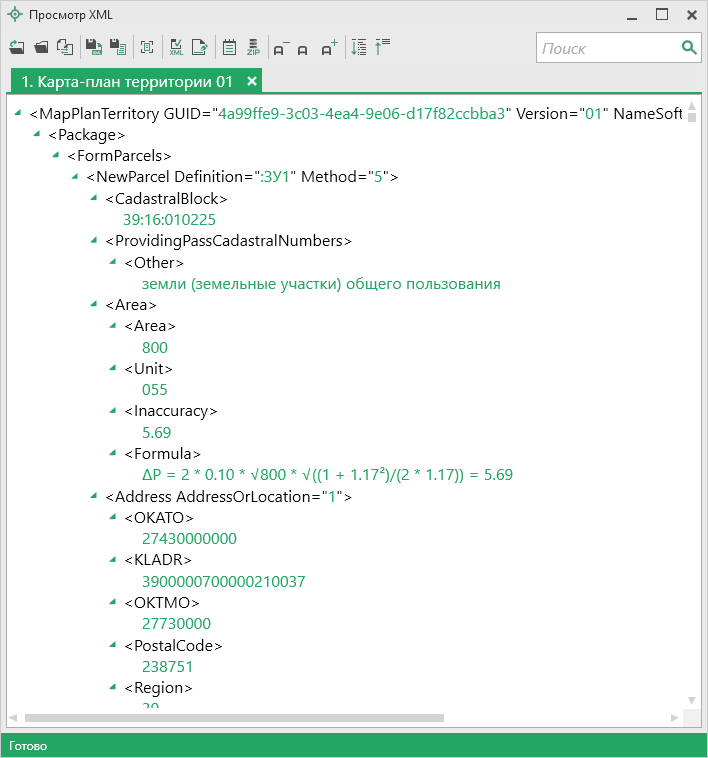 Просмотр XML
XML
ZIP
Поиск
1. Карта-план территории 01
<MapPlanTerritory GUID="4a99ffe9-3c03-4ea4-9e06-d17f82ccbba3" Version="01" NameSoft
<Package>
<FormParcels>
<NewParcel Definition=":ЗУ1" Method="5">
<CadastralBlock>
39:16:010225
<ProvidingPassCadastralNumbers>
<Other>
земли (земельные участки) общего пользования
<Area>
<Area>
800
<Unit>
055
<Inaccuracy>
5.69
<Formula>
ΔP = 2 * 0.10 * √800 * √((1 + 1.17²)/(2 * 1.17)) = 5.69
<Address AddressOrLocation="1">
<OKATO>
27430000000
<KLADR>
3900000700000210037
<OKTMO>
27730000
<PostalCode>
238751
<Region>
Готово